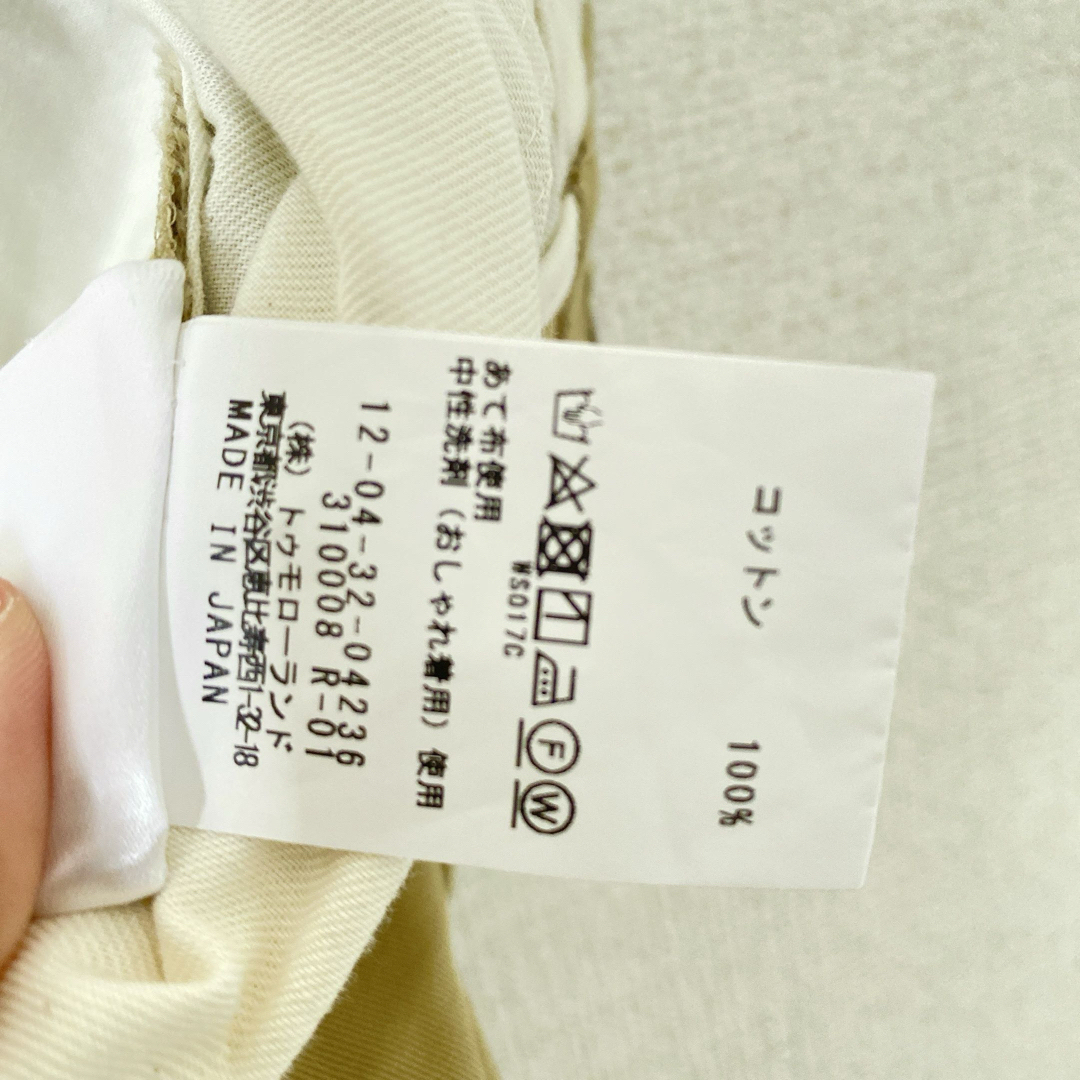 コットン 100%
WS017C
あて布使用
中性洗剤（おしゃれ着用）使用
12-04-32-04236
310008 R-01
（株）トゥモローランド
東京都渋谷区恵比寿西1-32-18
MADE IN JAPAN